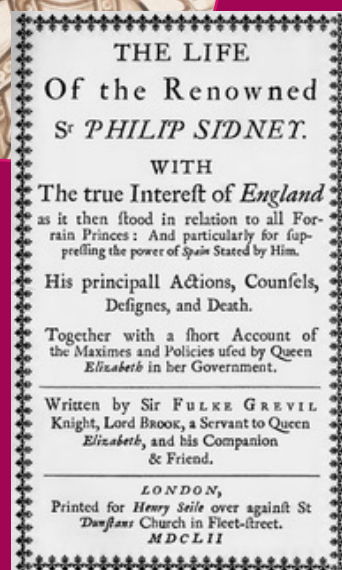 THE LIFE
Of the Renowned
Sr PHILIP SIDNEY.
WITH
The true Intereſt of England
as it then ſtood in relation to all For-
rain Princes: And particularly for ſup-
preſſing the power of Spain Stated by Him.
His principall Actions, Counſels,
Deſignes, and Death.
Together with a ſhort Account of
the Maximes and Policies uſed by Queen
Elizabeth in her Government.
Written by Sir FULKE GREVIL
Knight, Lord BROOK, a Servant to Queen
Elizabeth, and his Companion
& Friend.
LONDON,
Printed for Henry Seile over againſt St
Dunſtans Church in Fleet-ſtreet.
MDCLII